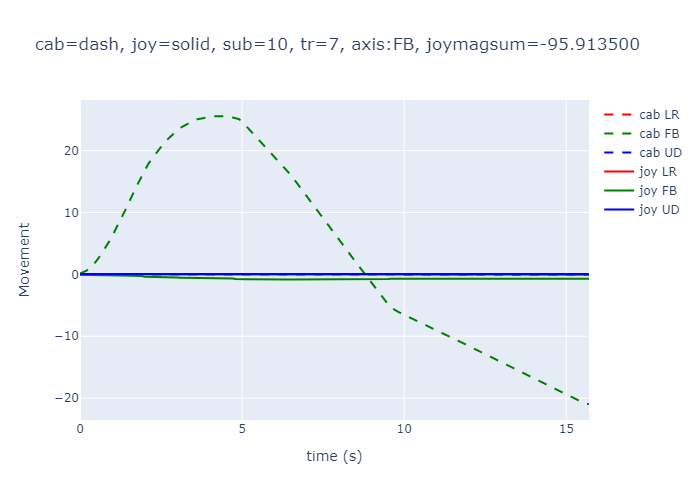 cab=dash, joy=solid, sub=10, tr=7, axis:FB, joymagsum=-95.913500
cab LR
cab FB
cab UD
joy LR
joy FB
joy UD
20
10
0
−10
−20
Movement
0
5
10
15
time (s)